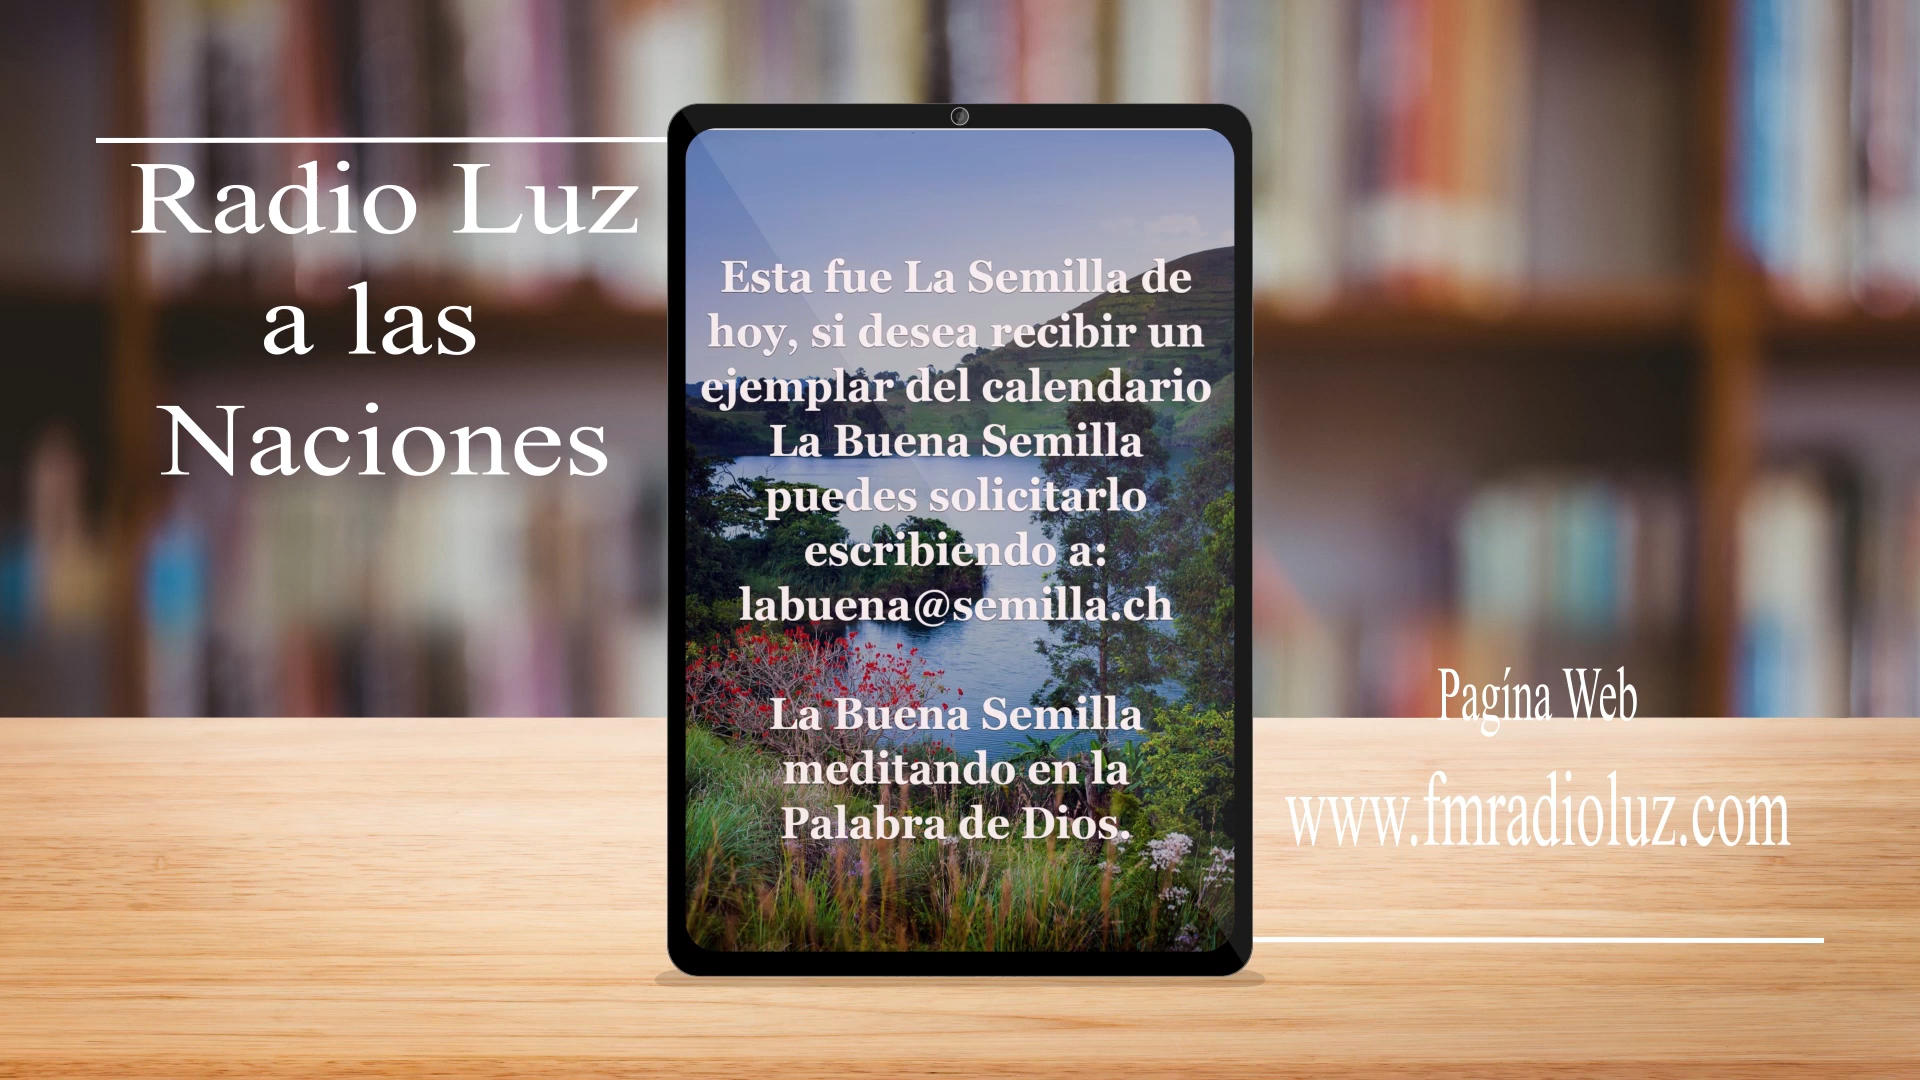 Radio Luz
a las
Naciones
Esta fue La Semilla de
hoy, si desea recibir un
ejemplar del calendario
La Buena Semilla
puedes solicitarlo
escribiendo a:
labuena@semilla.ch
La Buena Semilla
meditando en la
Palabra de Dios.
Pagína Web
www.fmradioluz.com